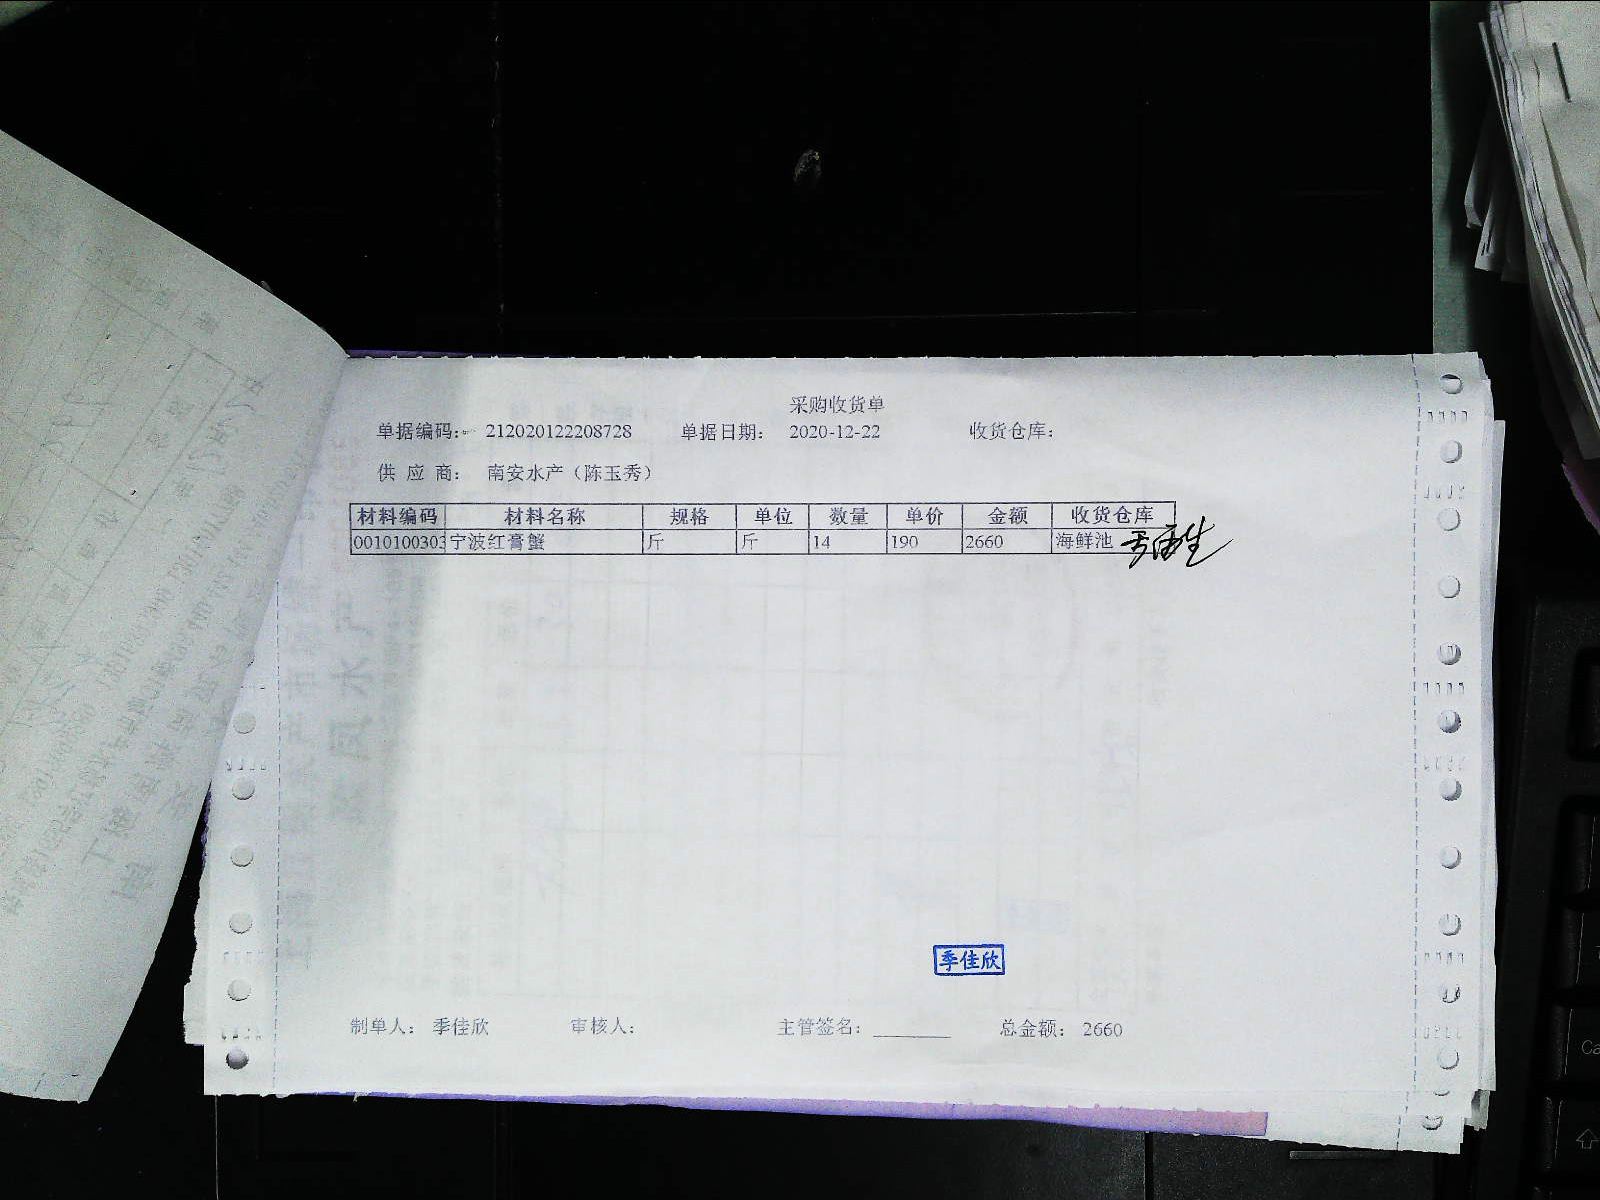 采购收货单
单据编码： 212020122208728 单据日期： 2020-12-22 收货仓库：
供 应 商： 南安水产（陈玉秀）
材料编码 材料名称 规格 单位 数量 单价 金额 收货仓库
0010100303 宁波红膏蟹 斤 斤 14 190 2660 海鲜池
季佳欣
制单人： 季佳欣 审核人： 主管签名： 总金额： 2660